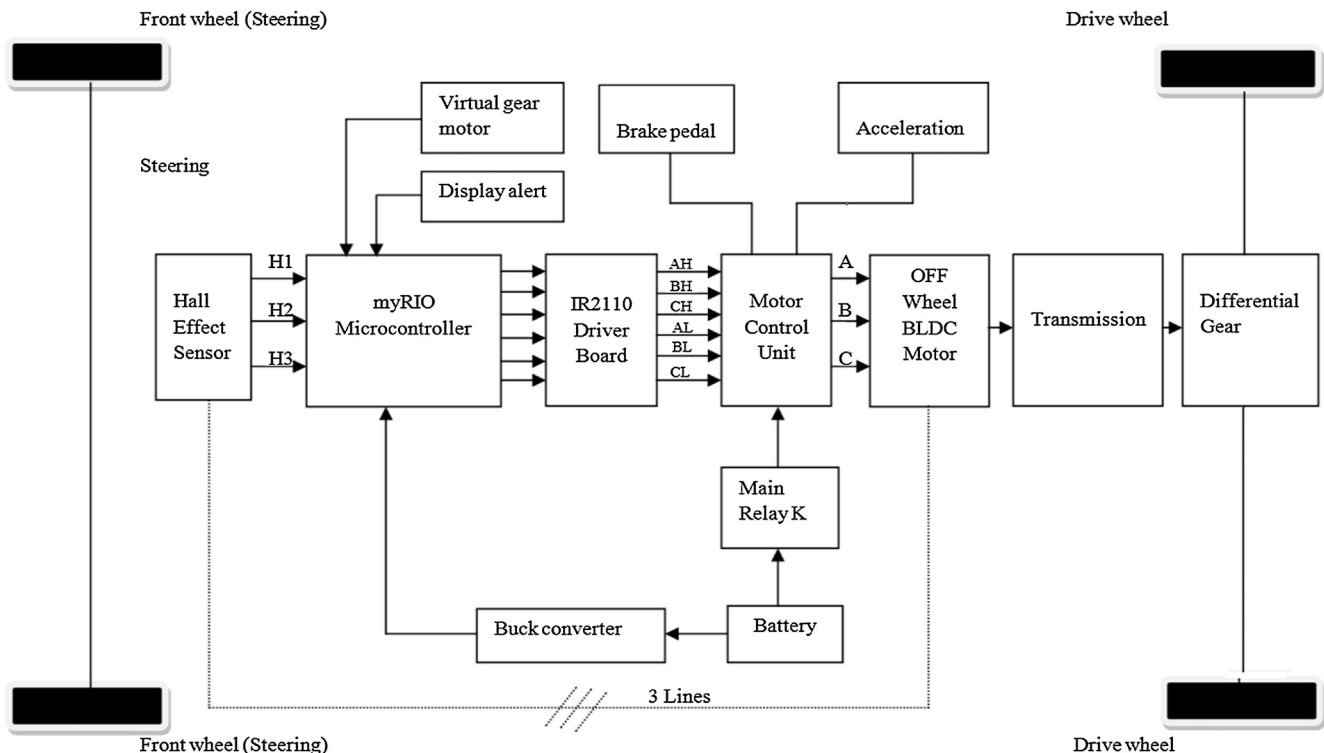 Front wheel (Steering)
Drive wheel
Virtual gear
motor
Brake pedal
Acceleration
Steering
Display alert
H1
H2
H3
Hall
Effect
Sensor
myRIO
Microcontroller
IR2110
Driver
Board
AH
BH
CH
AL
BL
CL
Motor
Control
Unit
A
B
C
OFF
Wheel
BLDC
Motor
Transmission
Differential
Gear
Main
Relay K
Buck converter
Battery
3 Lines
Front wheel (Steering)
Drive wheel